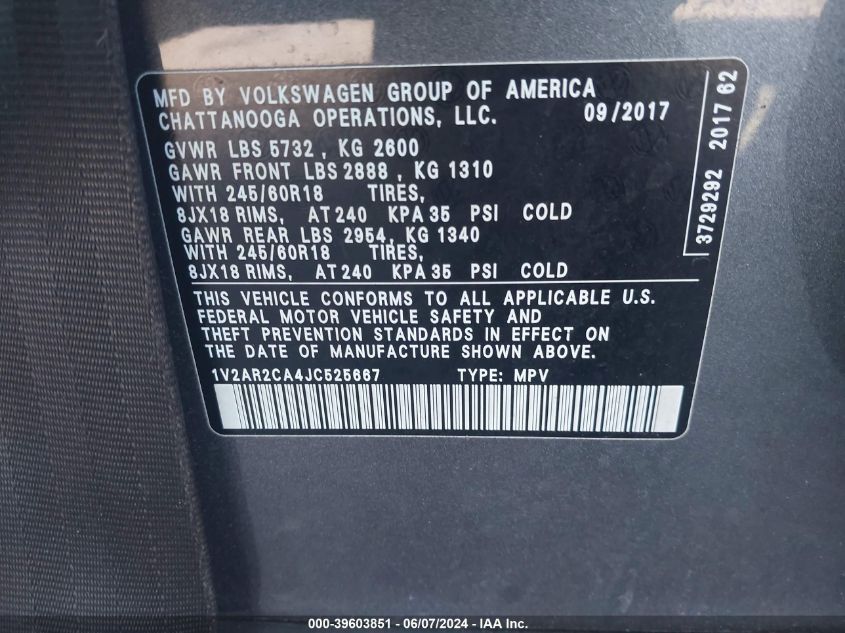 MFD BY VOLKSWAGEN GROUP OF AMERICA
CHATTANOOGA OPERATIONS, LLC. 09/2017
GVWR LBS 5732 , KG 2600
GAWR FRONT LBS 2888 , KG 1310
WITH 245/60R18 TIRES,
8JX18 RIMS, AT 240 KPA 35 PSI COLD
GAWR REAR LBS 2954, KG 1340
WITH 245/60R18 TIRES,
8JX18 RIMS, AT 240 KPA 35 PSI COLD
THIS VEHICLE CONFORMS TO ALL APPLICABLE U.S.
FEDERAL MOTOR VEHICLE SAFETY AND
THEFT PREVENTION STANDARDS IN EFFECT ON
THE DATE OF MANUFACTURE SHOWN ABOVE.
1V2AR2CA4JC525667 TYPE: MPV
3729292 2017 62
000-39603851 - 06/07/2024 - IAA Inc.